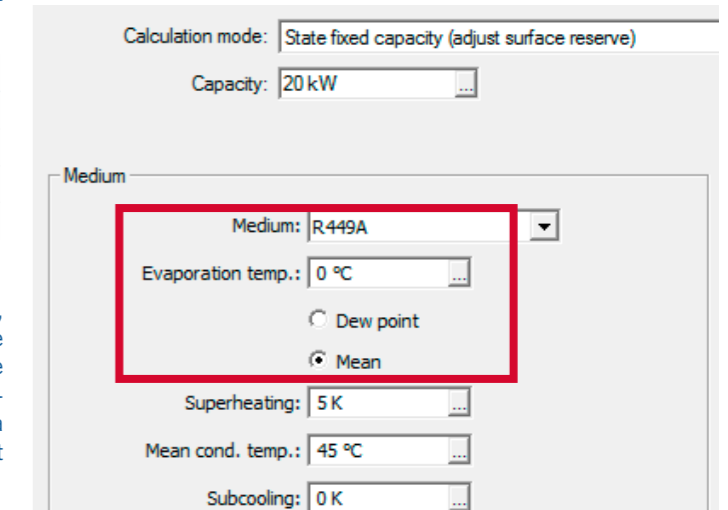 Calculation mode: State fixed capacity (adjust surface reserve)
Capacity: 20 kW ...
Medium
Medium: R449A
Evaporation temp.: 0 °C ...
Dew point
Mean
Superheating: 5 K ...
Mean cond. temp.: 45 °C ...
Subcooling: 0 K ...